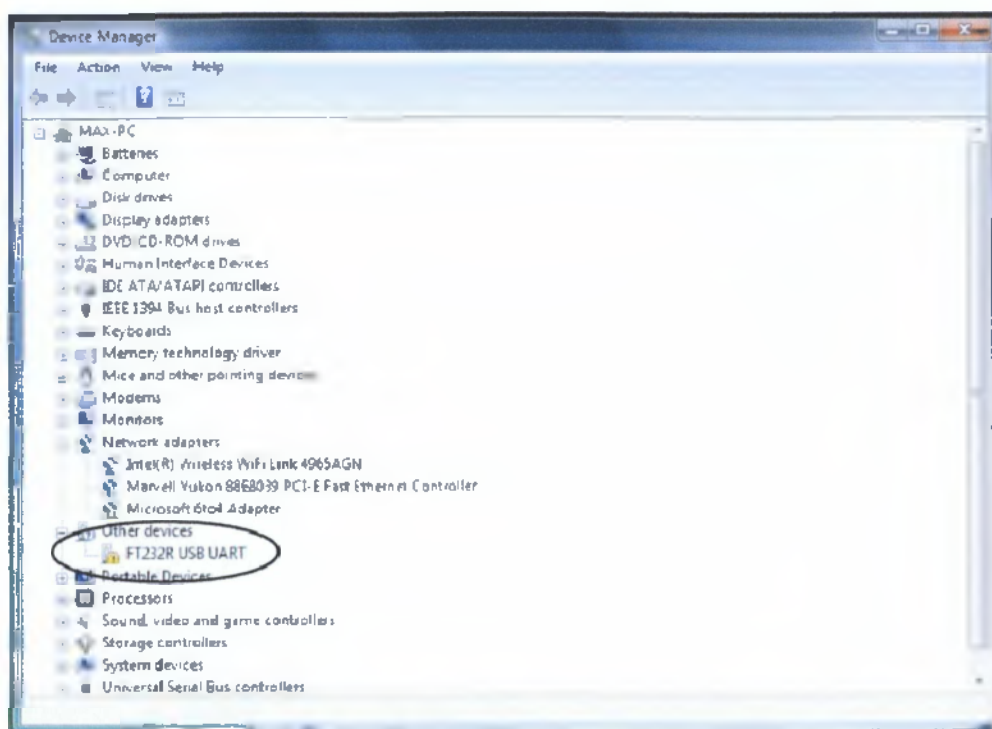 Device Manager
File Action View Help
MAX-PC
Batteries
Computer
Disk drives
Display adapters
DVD/CD-ROM drives
Human Interface Devices
IDE ATA/ATAPI controllers
IEEE 1394 Bus host controllers
Keyboards
Memory technology driver
Mice and other pointing devices
Modems
Monitors
Network adapters
Intel(R) Wireless WiFi Link 4965AGN
Marvell Yukon 88E8039 PCI-E Fast Ethernet Controller
Microsoft 6to4 Adapter
Other devices
FT232R USB UART
Portable Devices
Processors
Sound, video and game controllers
Storage controllers
System devices
Universal Serial Bus controllers